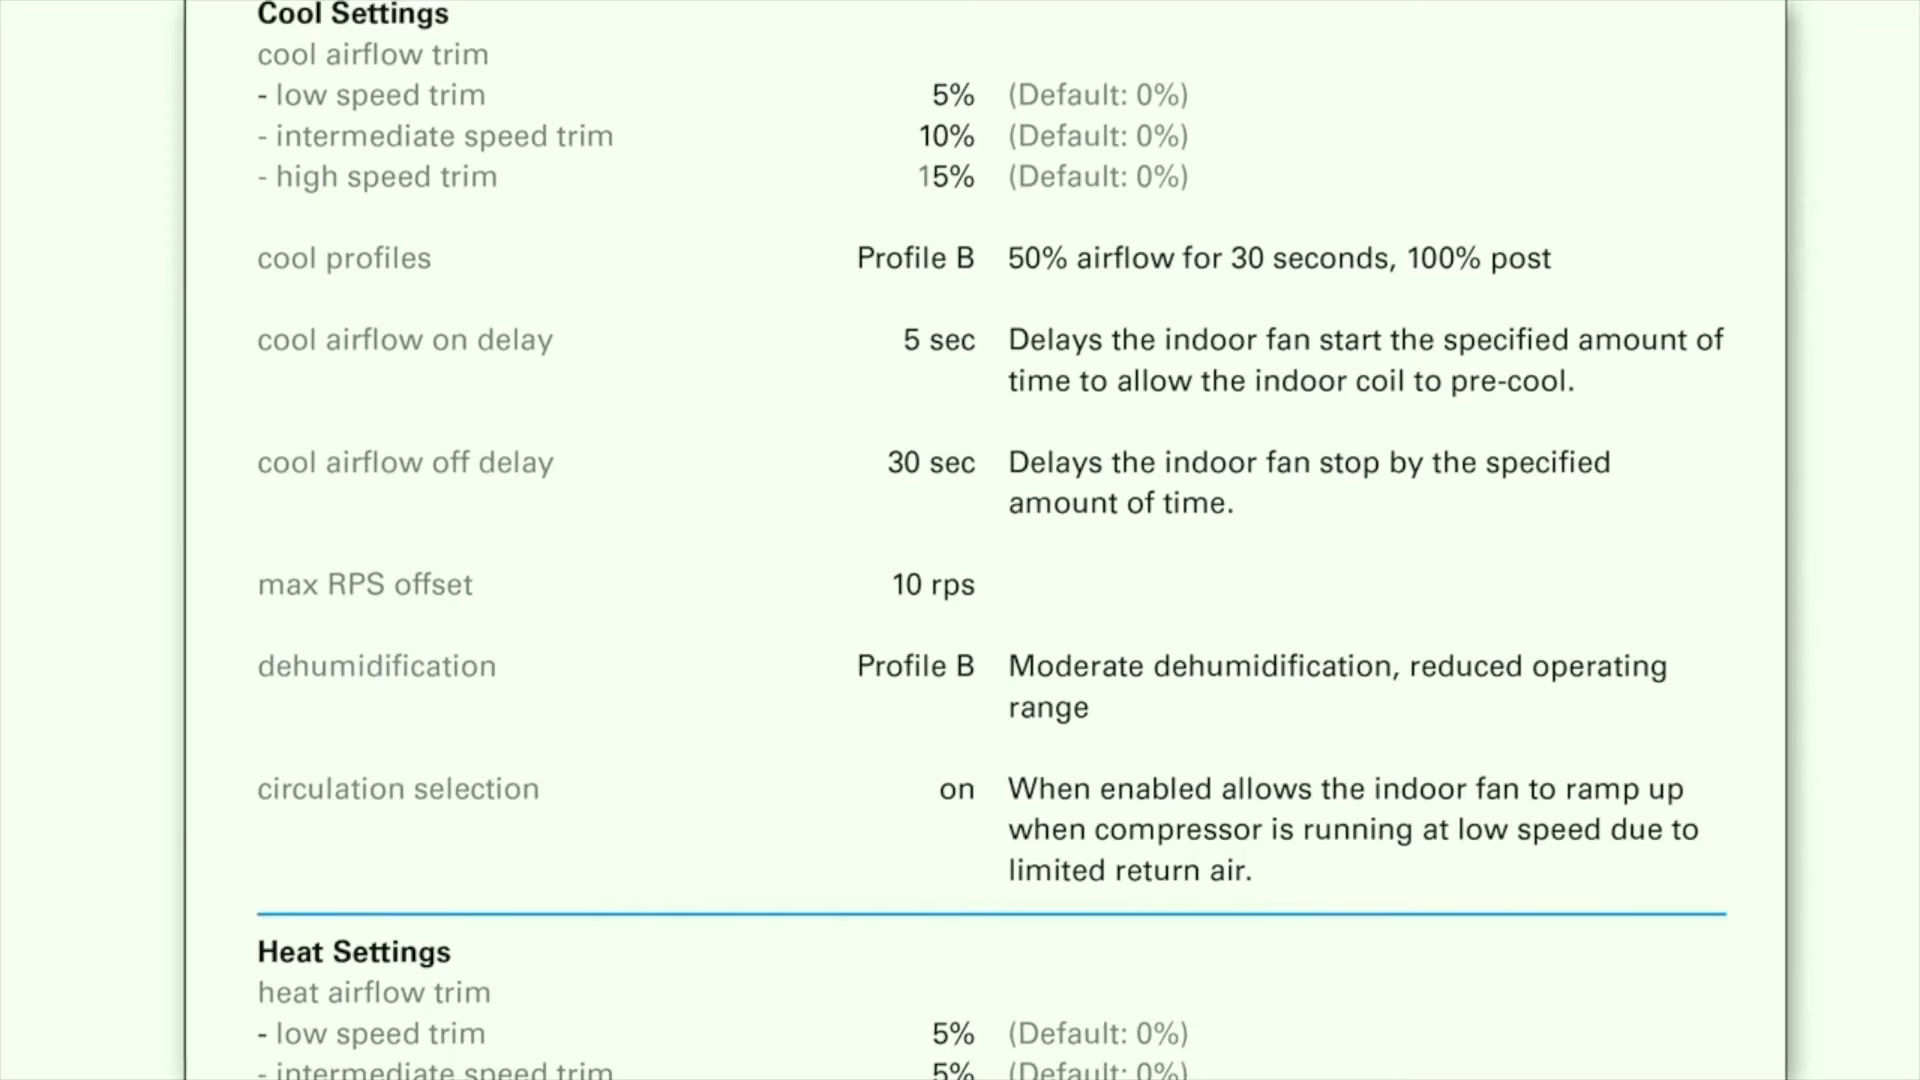 Cool Settings
cool airflow trim
- low speed trim 5% (Default: 0%)
- intermediate speed trim 10% (Default: 0%)
- high speed trim 15% (Default: 0%)
cool profiles Profile B 50% airflow for 30 seconds, 100% post
cool airflow on delay 5 sec Delays the indoor fan start the specified amount of
time to allow the indoor coil to pre-cool.
cool airflow off delay 30 sec Delays the indoor fan stop by the specified
amount of time.
max RPS offset 10 rps
dehumidification Profile B Moderate dehumidification, reduced operating
range
circulation selection on When enabled allows the indoor fan to ramp up
when compressor is running at low speed due to
limited return air.
Heat Settings
heat airflow trim
- low speed trim 5% (Default: 0%)
- intermediate speed trim 5% (Default: 0%)